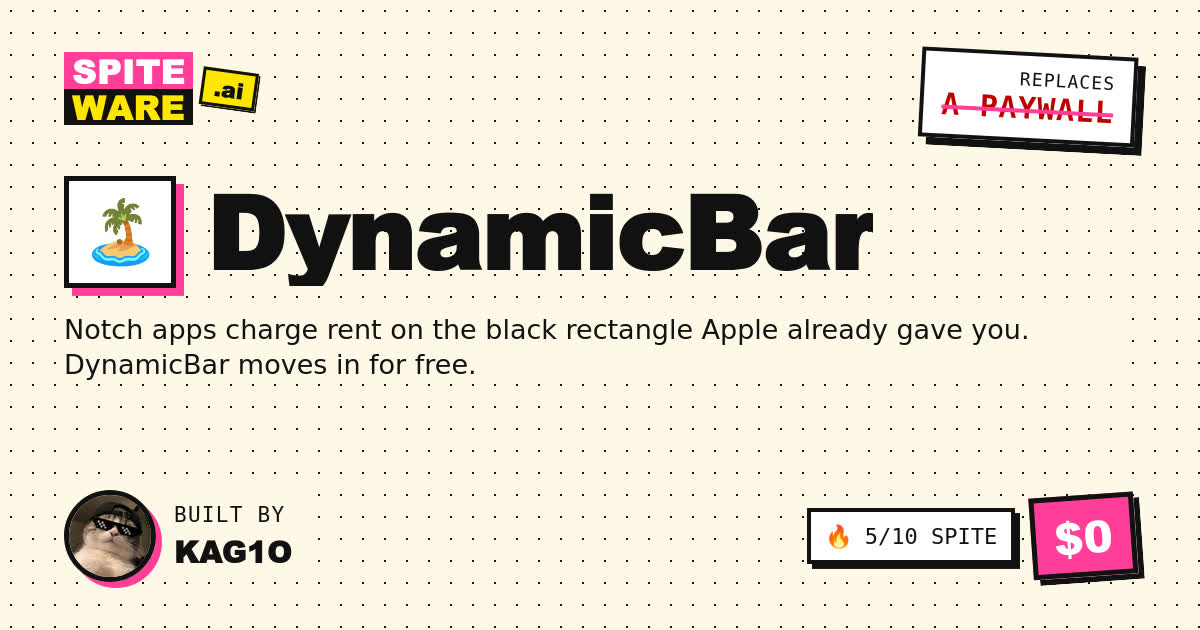 SPITE
WARE
.ai
REPLACES
A PAYWALL
DynamicBar
Notch apps charge rent on the black rectangle Apple already gave you.
DynamicBar moves in for free.
BUILT BY
KAG1O
5/10 SPITE
$0